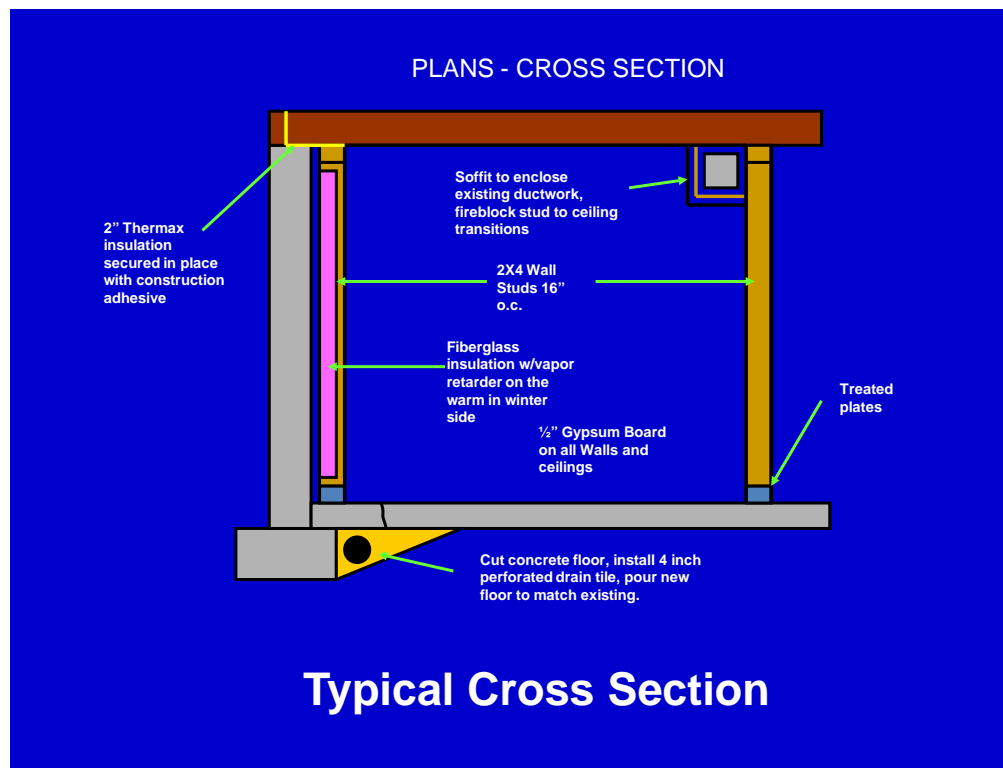 PLANS - CROSS SECTION
Soffit to enclose
existing ductwork,
fireblock stud to ceiling
transitions
2” Thermax
insulation
secured in place
with construction
adhesive
2X4 Wall
Studs 16”
o.c.
Fiberglass
insulation w/vapor
retarder on the
warm in winter
side
Treated
plates
½” Gypsum Board
on all Walls and
ceilings
Cut concrete floor, install 4 inch
perforated drain tile, pour new
floor to match existing.
Typical Cross Section